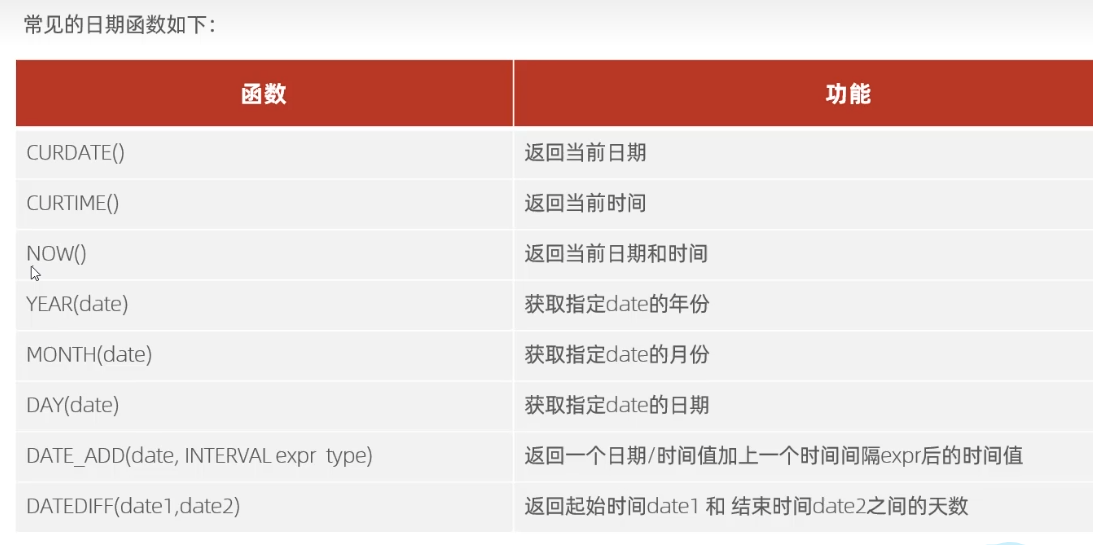 常见的日期函数如下：
函数 功能
CURDATE() 返回当前日期
CURTIME() 返回当前时间
NOW() 返回当前日期和时间
YEAR(date) 获取指定date的年份
MONTH(date) 获取指定date的月份
DAY(date) 获取指定date的日期
DATE_ADD(date, INTERVAL expr type) 返回一个日期/时间值加上一个时间间隔expr后的时间值
DATEDIFF(date1,date2) 返回起始时间date1 和 结束时间date2之间的天数